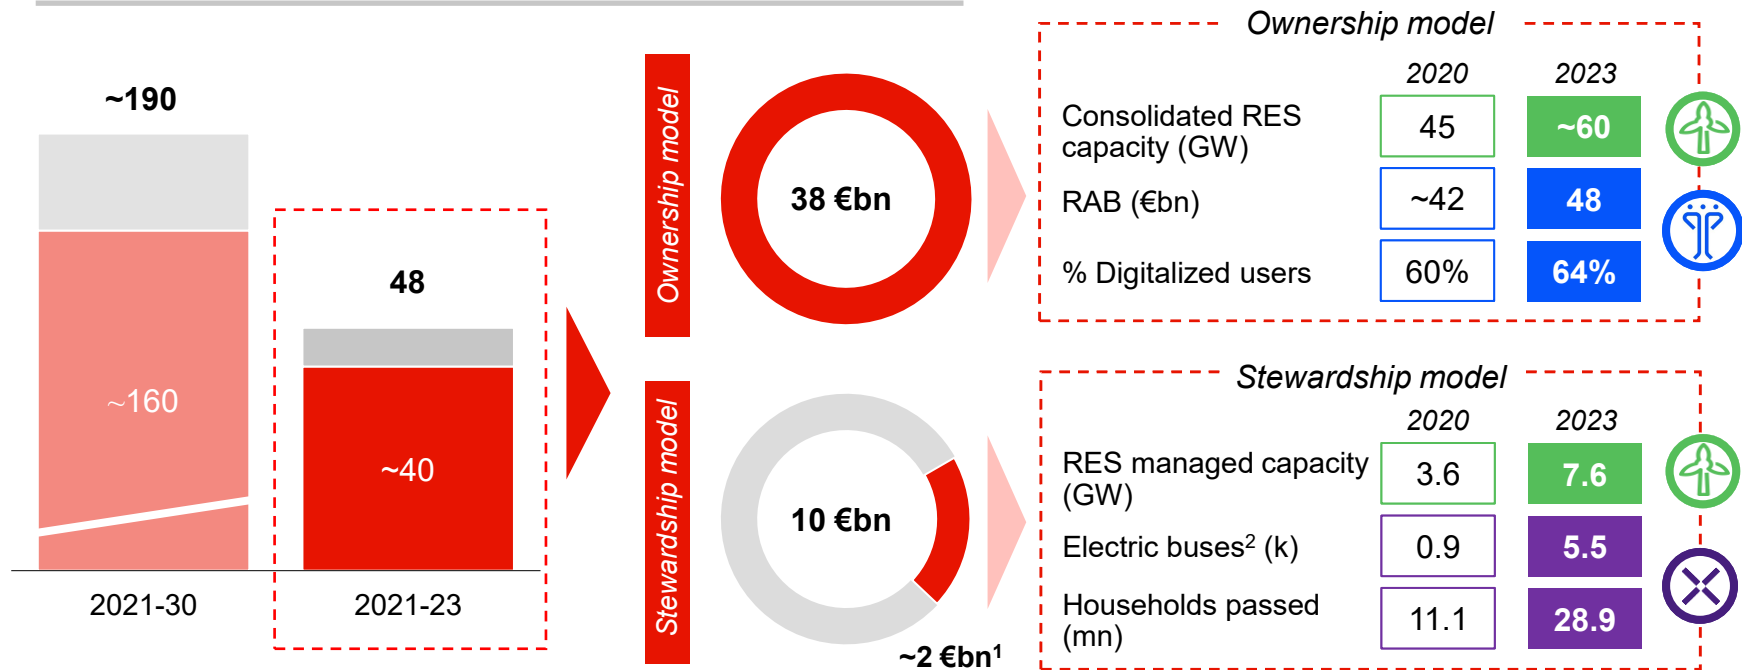 ~190
~160
2021-30
48
~40
2021-23
Ownership model
38 €bn
Stewardship model
10 €bn
~2 €bn¹
Ownership model
2020 2023
Consolidated RES
capacity (GW) 45 ~60
RAB (€bn) ~42 48
% Digitalized users 60% 64%
Stewardship model
2020 2023
RES managed capacity
(GW) 3.6 7.6
Electric buses² (k) 0.9 5.5
Households passed
(mn) 11.1 28.9